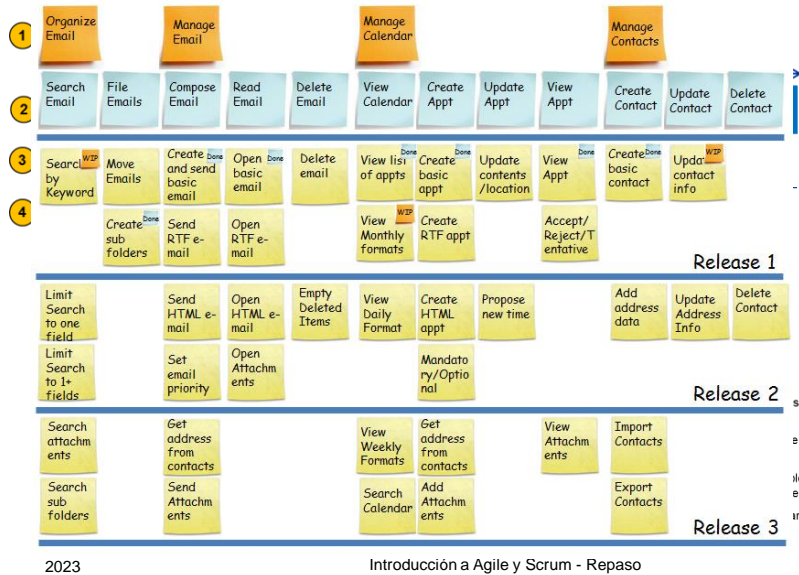 1
Organize
Email
Manage
Email
Manage
Calendar
Manage
Contacts
2
Search
Email
File
Emails
Compose
Email
Read
Email
Delete
Email
View
Calendar
Create
Appt
Update
Appt
View
Appt
Create
Contact
Update
Contact
Delete
Contact
3
Search
by
Keyword
WIP
Move
Emails
Create
and send
basic
email
Done
Open
basic
email
Done
Delete
email
View list
of appts
Done
Create
basic
appt
Done
Update
contents
/location
View
Appt
Done
Create
basic
contact
Done
Update
contact
info
WIP
4
Create
sub
folders
Done
Send
RTF e-
mail
Open
RTF e-
mail
View
Monthly
formats
WIP
Create
RTF appt
Accept/
Reject/T
entative
Release 1
Limit
Search
to one
field
Send
HTML e-
mail
Open
HTML e-
mail
Empty
Deleted
Items
View
Daily
Format
Create
HTML
appt
Propose
new time
Add
address
data
Update
Address
Info
Delete
Contact
Limit
Search
to 1+
fields
Set
email
priority
Open
Attachm
ents
Mandato
ry/Optio
nal
Release 2
Search
attachm
ents
Get
address
from
contacts
View
Weekly
Formats
Get
address
from
contacts
View
Attachm
ents
Import
Contacts
Search
sub
folders
Send
Attachm
ents
Search
Calendar
Add
Attachm
ents
Export
Contacts
Release 3
2023
Introducción a Agile y Scrum - Repaso